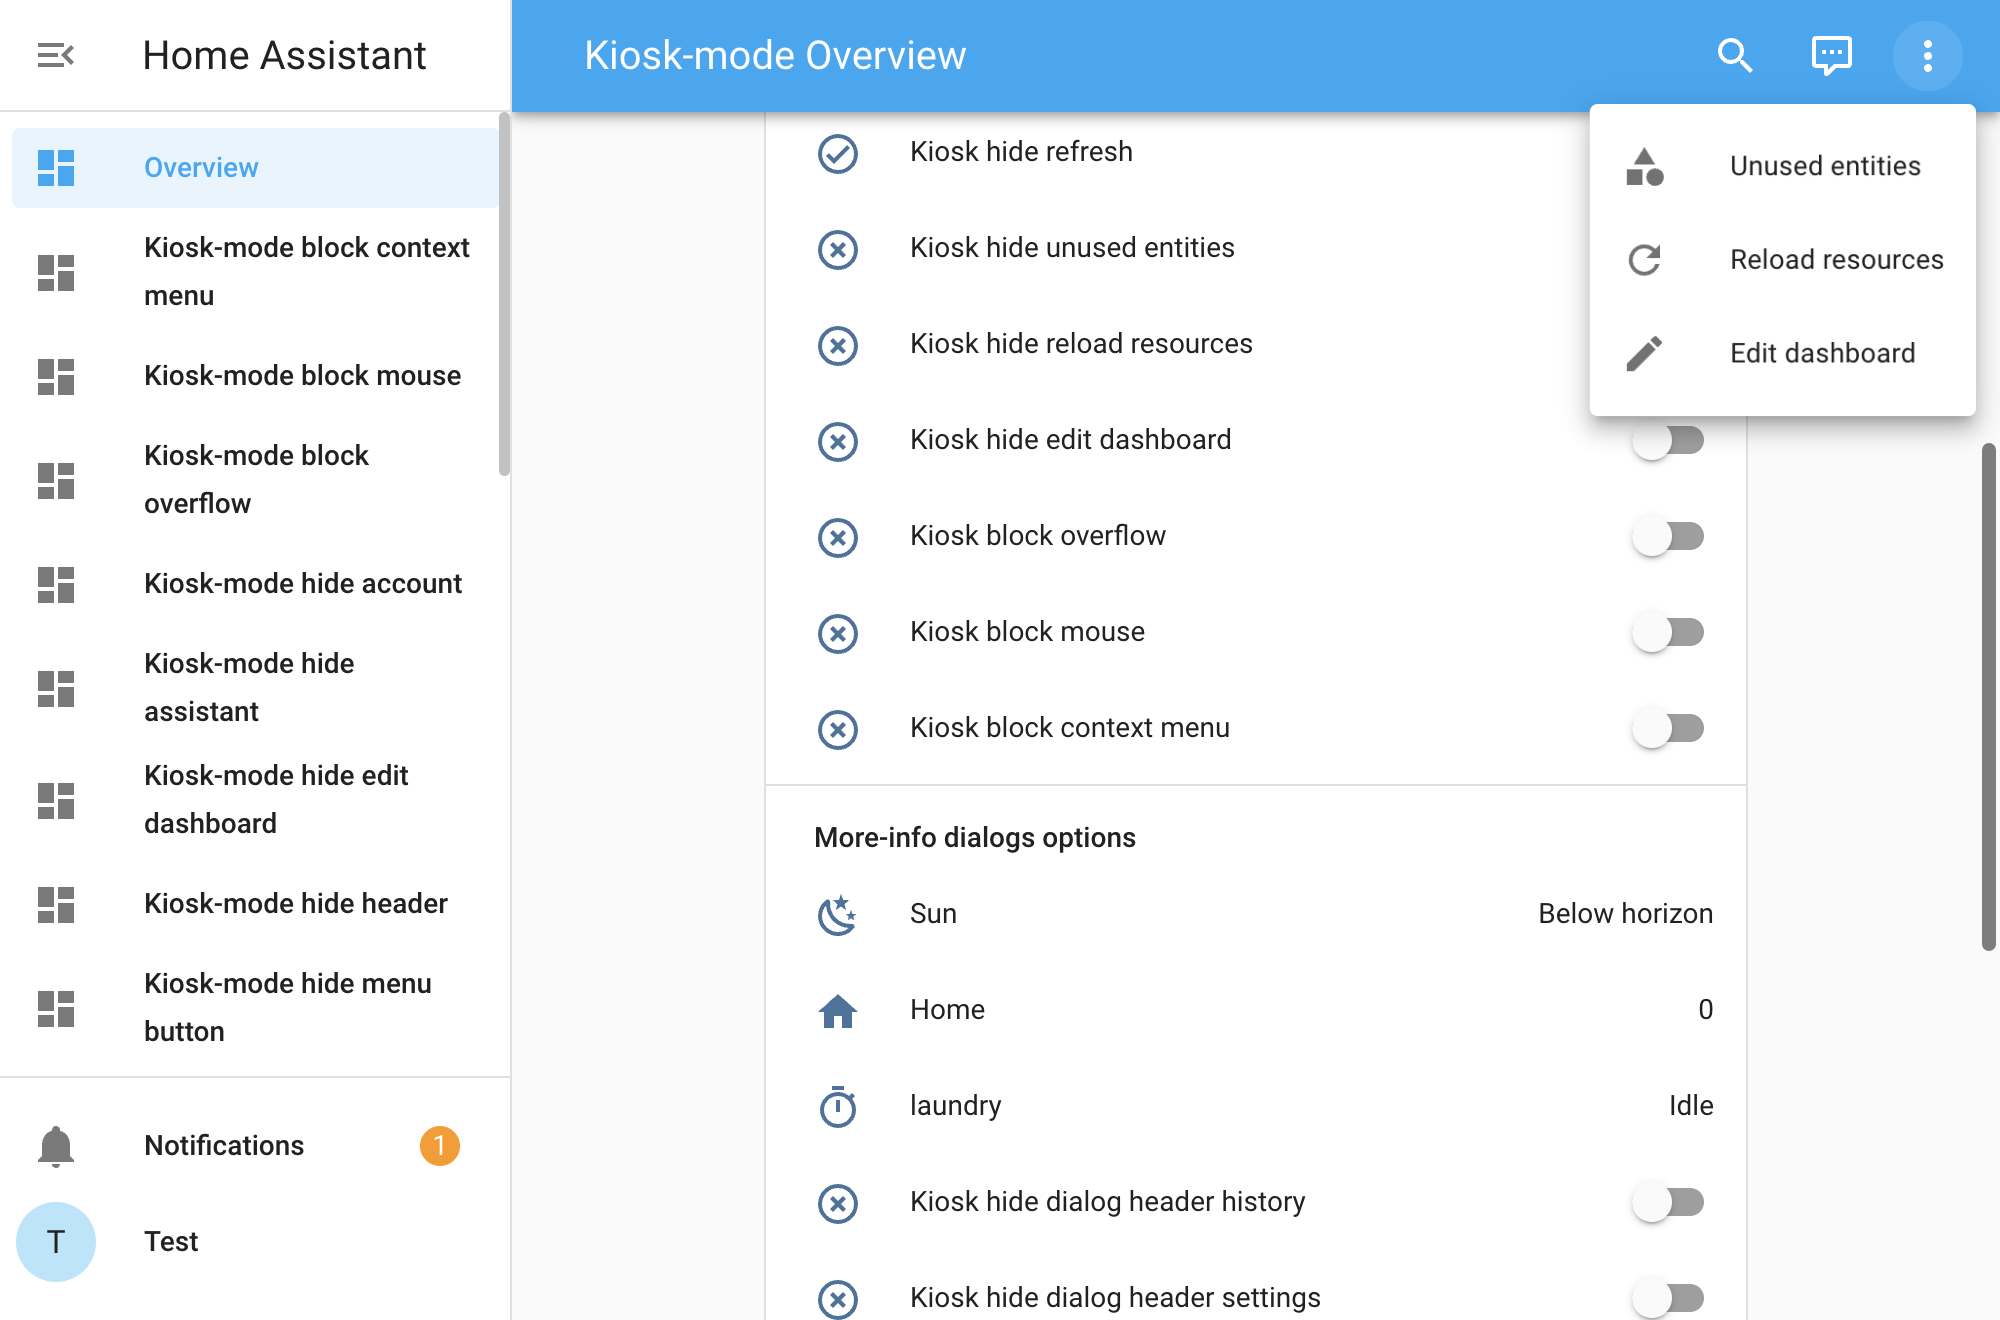 Home Assistant
Overview
Kiosk-mode block context
menu
Kiosk-mode block mouse
Kiosk-mode block
overflow
Kiosk-mode hide account
Kiosk-mode hide
assistant
Kiosk-mode hide edit
dashboard
Kiosk-mode hide header
Kiosk-mode hide menu
button
Notifications
1
T
Test
Kiosk-mode Overview
Unused entities
Reload resources
Edit dashboard
Kiosk hide refresh
Kiosk hide unused entities
Kiosk hide reload resources
Kiosk hide edit dashboard
Kiosk block overflow
Kiosk block mouse
Kiosk block context menu
More-info dialogs options
Sun
Below horizon
Home
0
laundry
Idle
Kiosk hide dialog header history
Kiosk hide dialog header settings